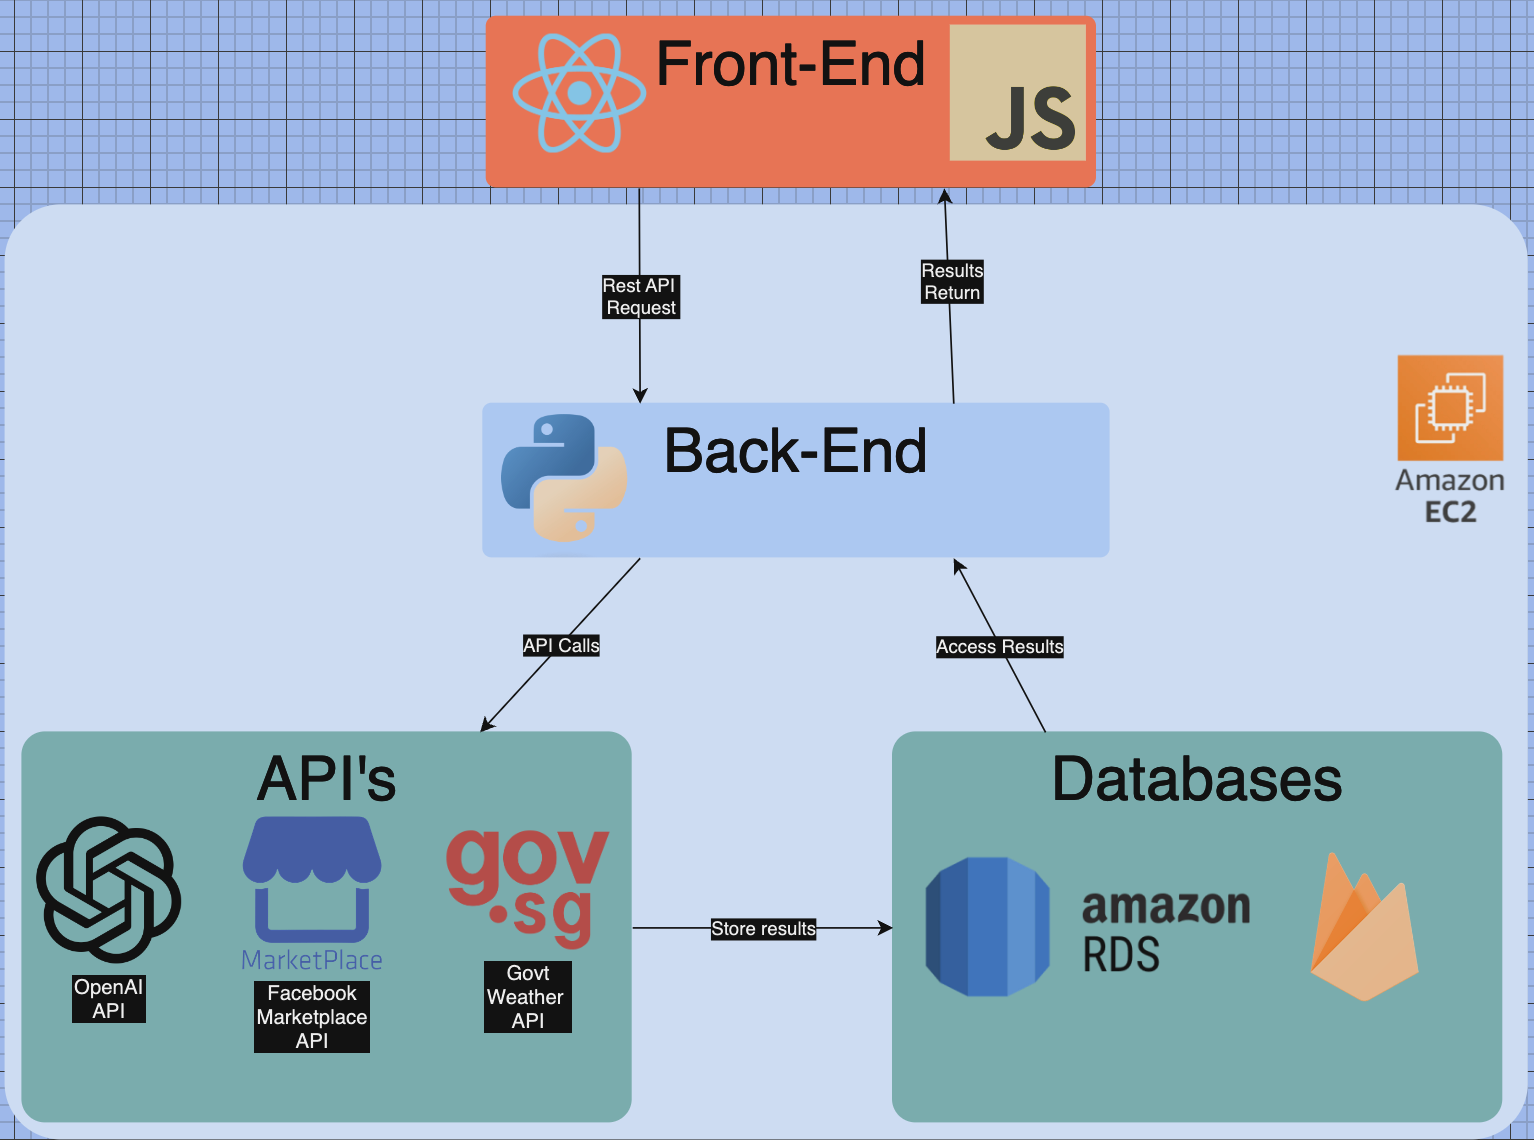 Front-End
JS
Rest API
Request
Results
Return
Back-End
Amazon
EC2
API Calls
Access Results
API's
MarketPlace
gov
.sg
OpenAI
API
Facebook
Marketplace
API
Govt
Weather
API
Store results
Databases
amazon
RDS